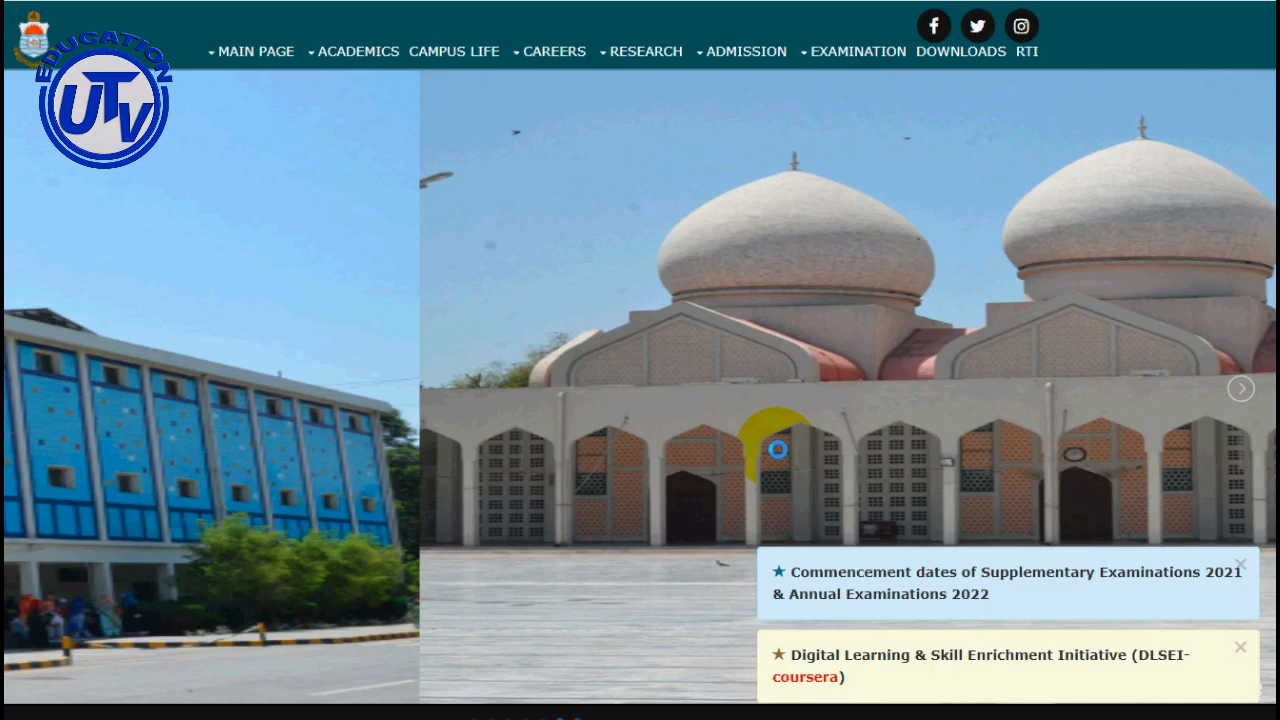 EDUCATION
UTV
MAIN PAGE ACADEMICS CAMPUS LIFE CAREERS RESEARCH ADMISSION EXAMINATION DOWNLOADS RTI
★ Commencement dates of Supplementary Examinations 2021
& Annual Examinations 2022
★ Digital Learning & Skill Enrichment Initiative (DLSEI-
coursera)